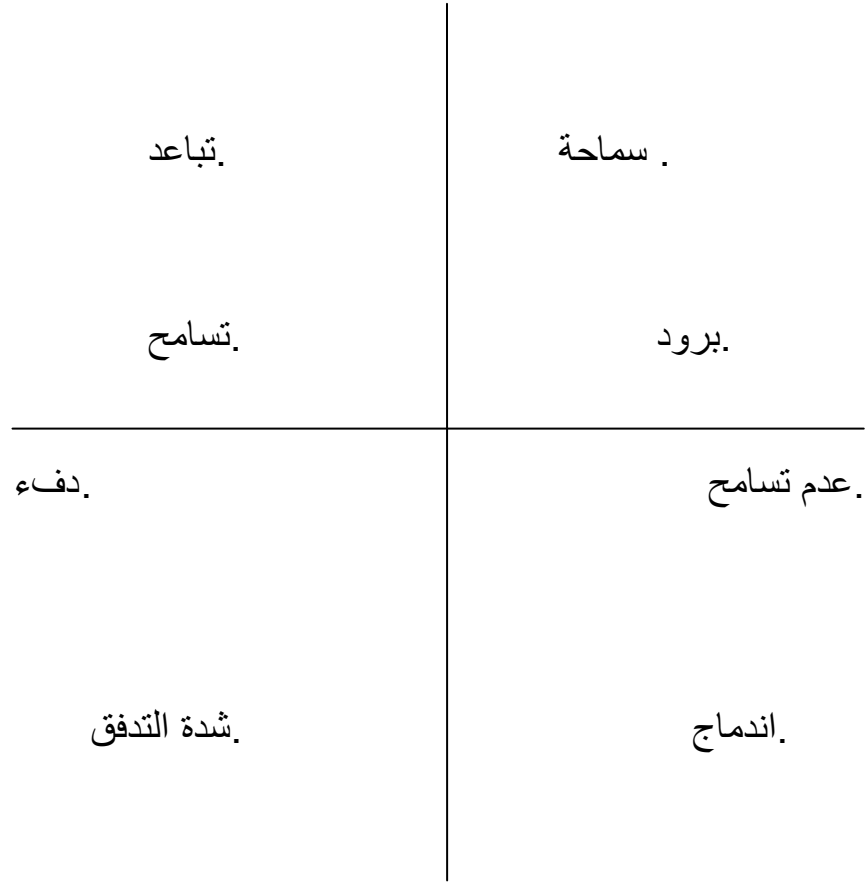 . سماحة
.تباعد
.برود
.تسامح
.عدم تسامح
.دفء
.اندماج
.شدة التدفق